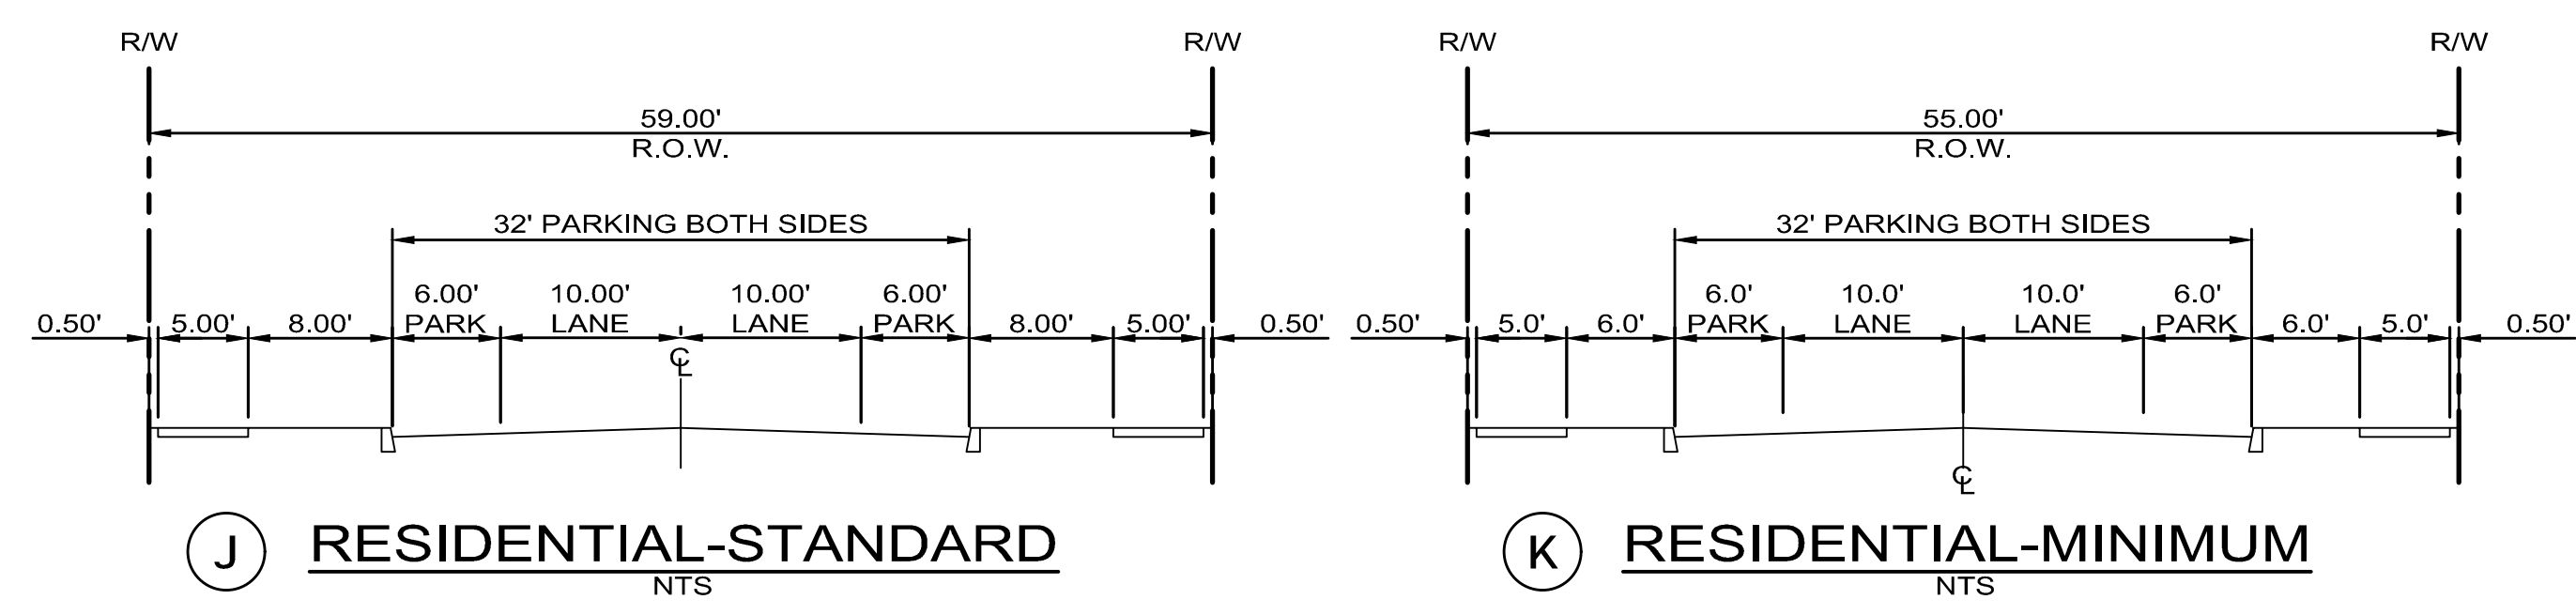 R/W R/W R/W R/W
59.00' 55.00'
R.O.W. R.O.W.
32' PARKING BOTH SIDES 32' PARKING BOTH SIDES
6.00' 10.00' 10.00' 6.00' 6.0' 10.0' 10.0' 6.0'
0.50' 5.00' 8.00' PARK LANE LANE PARK 8.00' 5.00' 0.50' 0.50' 5.0' 6.0' PARK LANE LANE PARK 6.0' 5.0' 0.50'
℄
℄
J RESIDENTIAL-STANDARD K RESIDENTIAL-MINIMUM
NTS NTS